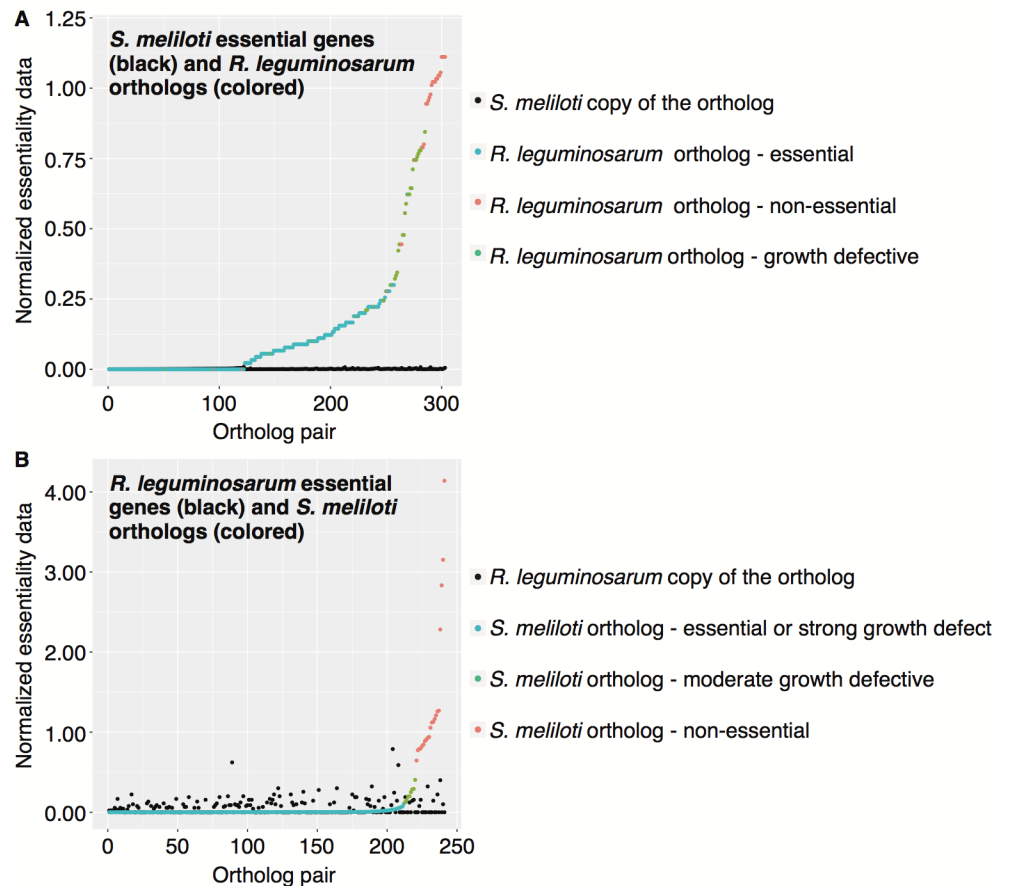 A
S. meliloti essential genes
(black) and R. leguminosarum
orthologs (colored)
Normalized essentiality data
1.25
1.00
0.75
0.50
0.25
0.00
0 100 200 300
Ortholog pair
S. meliloti copy of the ortholog
R. leguminosarum ortholog - essential
R. leguminosarum ortholog - non-essential
R. leguminosarum ortholog - growth defective
B
R. leguminosarum essential
genes (black) and S. meliloti
orthologs (colored)
Normalized essentiality data
4.00
3.00
2.00
1.00
0.00
0 50 100 150 200 250
Ortholog pair
R. leguminosarum copy of the ortholog
S. meliloti ortholog - essential or strong growth defect
S. meliloti ortholog - moderate growth defective
S. meliloti ortholog - non-essential